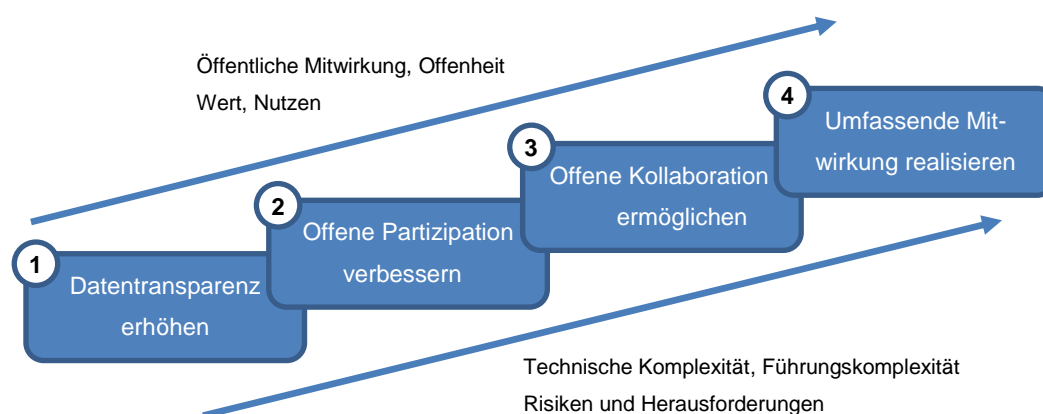 Öffentliche Mitwirkung, Offenheit
Wert, Nutzen
4
Umfassende Mit-
wirkung realisieren
3
Offene Kollaboration
ermöglichen
2
Offene Partizipation
verbessern
1
Datentransparenz
erhöhen
Technische Komplexität, Führungskomplexität
Risiken und Herausforderungen